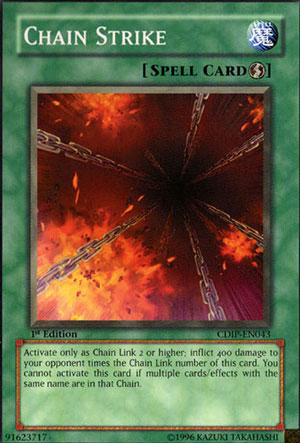 CHAIN STRIKE
魔
[SPELL CARD]
1st Edition
CDIP-EN043
Activate only as Chain Link 2 or higher; inflict 400 damage to
your opponent times the Chain Link number of this card. You
cannot activate this card if multiple cards/effects with the
same name are in that Chain.
91623717
©1996 KAZUKI TAKAHASHI